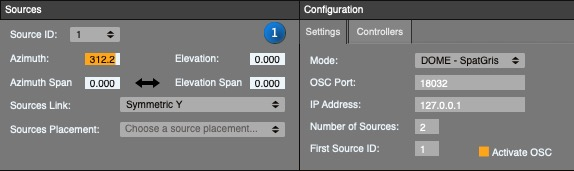 Sources
Source ID: 1
1
Azimuth: 312.2
Elevation: 0.000
Azimuth Span 0.000
Elevation Span 0.000
Sources Link: Symmetric Y
Sources Placement: Choose a source placement...
Configuration
Settings Controllers
Mode: DOME - SpatGris
OSC Port: 18032
IP Address: 127.0.0.1
Number of Sources: 2
First Source ID: 1
Activate OSC